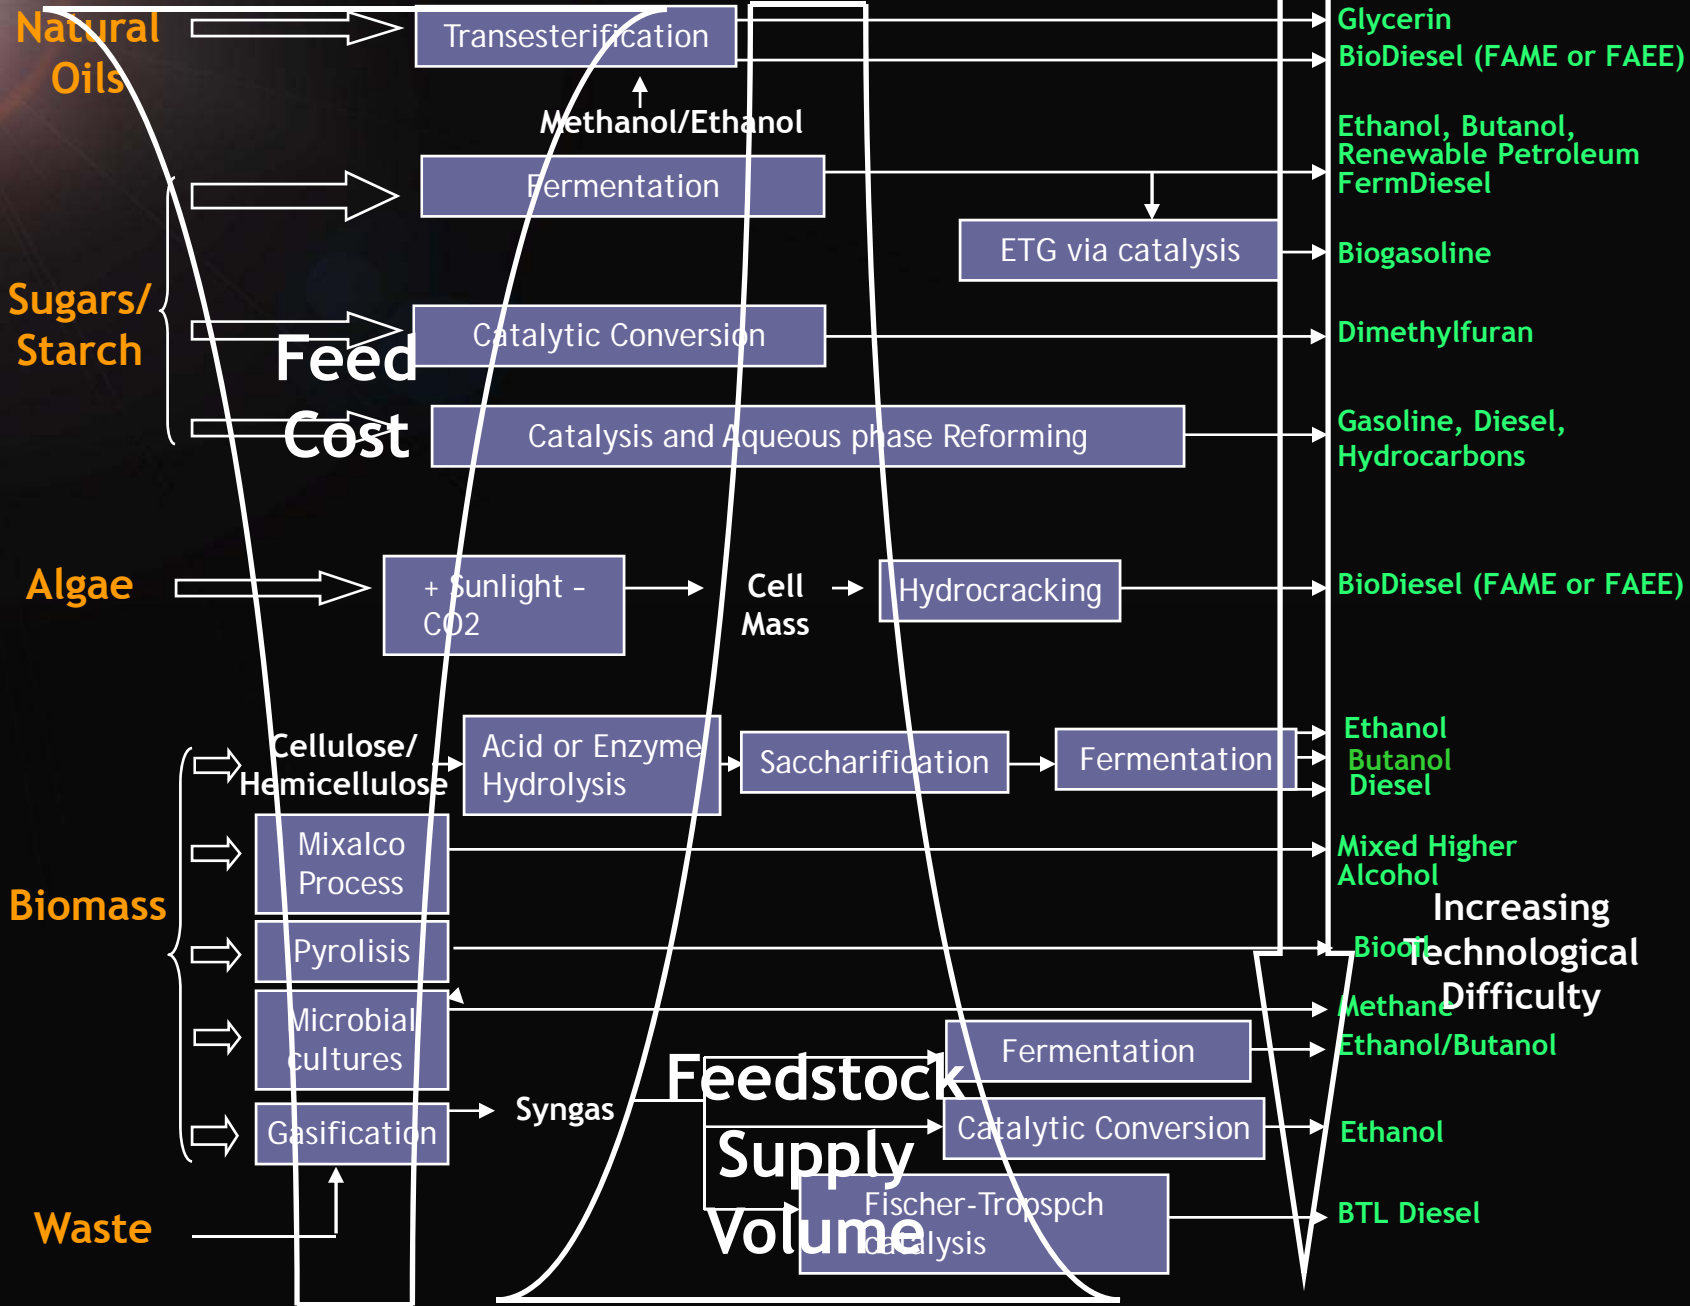 Natural
Oils
Transesterification
Glycerin
BioDiesel (FAME or FAEE)
Methanol/Ethanol
Fermentation
Ethanol, Butanol,
Renewable Petroleum
FermDiesel
ETG via catalysis
Biogasoline
Sugars/
Starch
Catalytic Conversion
Dimethylfuran
Feed
Cost
Catalysis and Aqueous phase Reforming
Gasoline, Diesel,
Hydrocarbons
Algae
+ Sunlight –
CO2
Cell
Mass
Hydrocracking
BioDiesel (FAME or FAEE)
Cellulose/
Hemicellulose
Acid or Enzyme
Hydrolysis
Saccharification
Fermentation
Ethanol
Butanol
Diesel
Biomass
Mixalco
Process
Mixed Higher
Alcohol
Increasing
Technological
Difficulty
Pyrolisis
Biooil
Microbial
cultures
Methane
Fermentation
Ethanol/Butanol
Gasification
Syngas
Feedstock
Supply
Volume
Catalytic Conversion
Ethanol
Waste
Fischer-Tropspch
catalysis
BTL Diesel